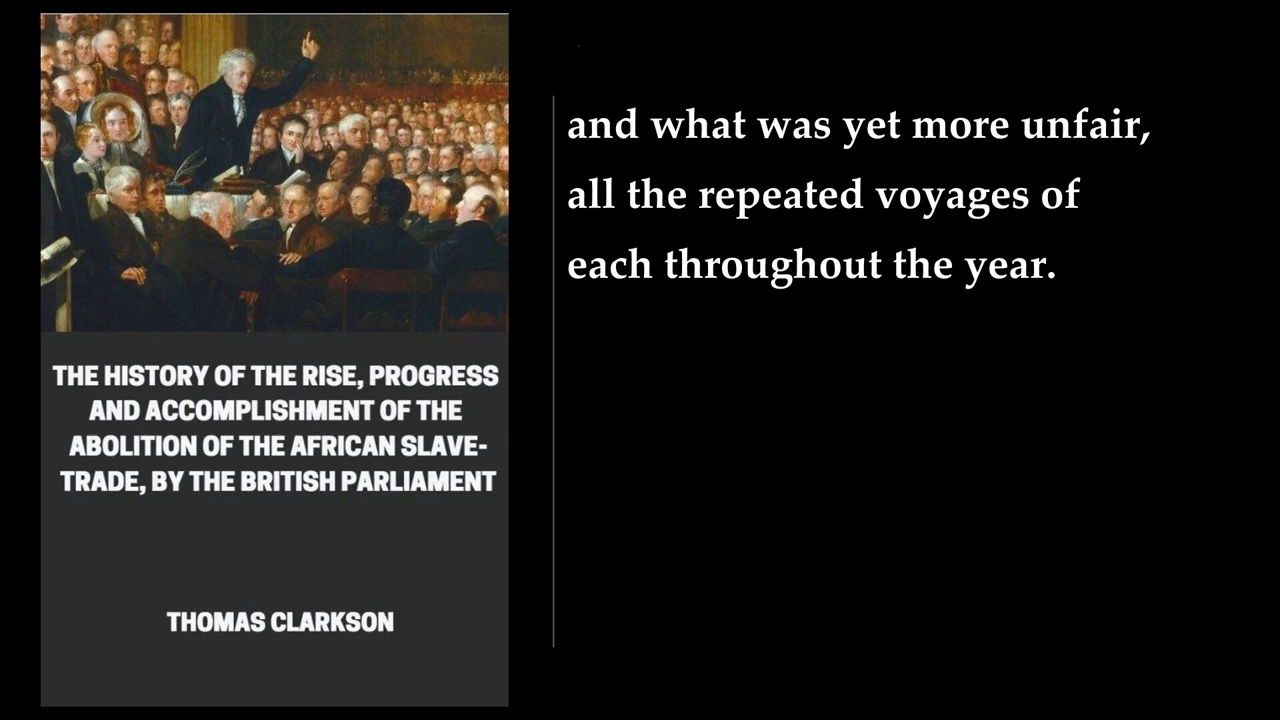 THE HISTORY OF THE RISE, PROGRESS
AND ACCOMPLISHMENT OF THE
ABOLITION OF THE AFRICAN SLAVE-
TRADE, BY THE BRITISH PARLIAMENT
THOMAS CLARKSON
and what was yet more unfair,
all the repeated voyages of
each throughout the year.